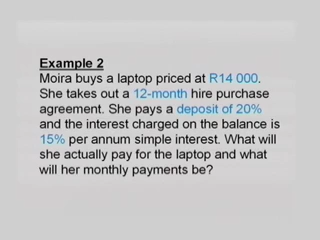 Example 2
Moira buys a laptop priced at R14 000.
She takes out a 12-month hire purchase
agreement. She pays a deposit of 20%
and the interest charged on the balance is
15% per annum simple interest. What will
she actually pay for the laptop and what
will her monthly payments be?